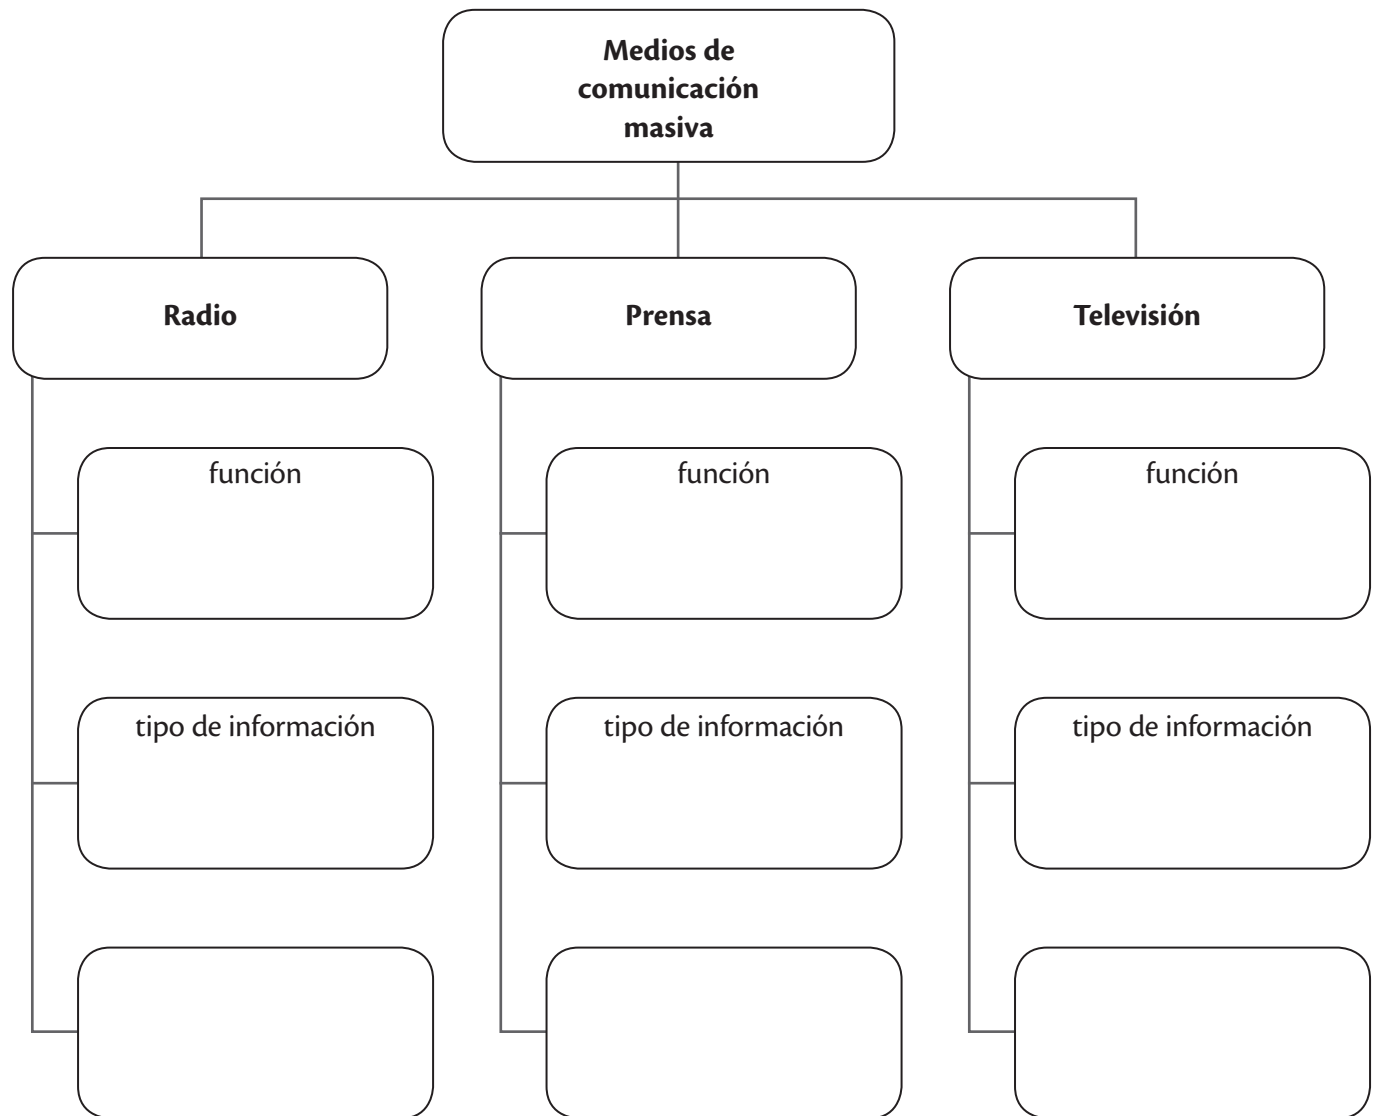 Medios de
comunicación
masiva
Radio
Prensa
Televisión
función
función
función
tipo de información
tipo de información
tipo de información